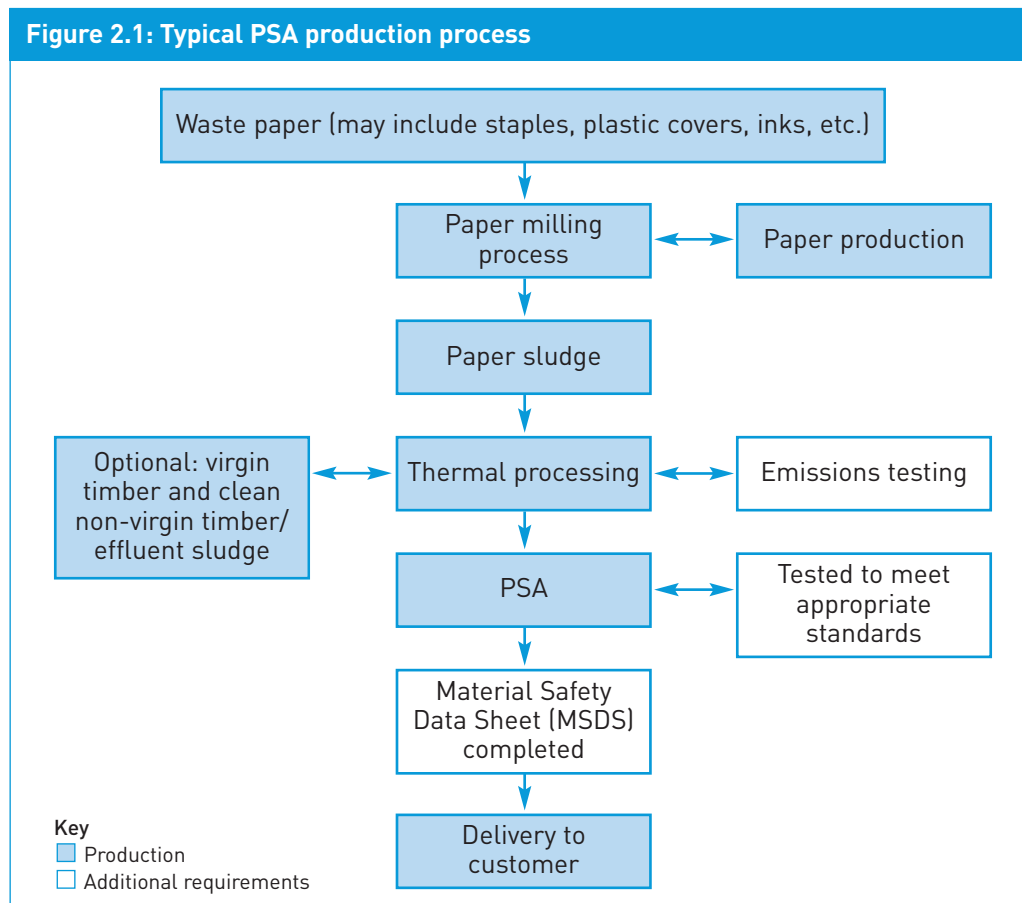 Figure 2.1: Typical PSA production process
Waste paper (may include staples, plastic covers, inks, etc.)
Paper milling
process
Paper production
Paper sludge
Optional: virgin
timber and clean
non-virgin timber/
effluent sludge
Thermal processing
Emissions testing
PSA
Tested to meet
appropriate
standards
Material Safety
Data Sheet (MSDS)
completed
Delivery to
customer
Key
Production
Additional requirements